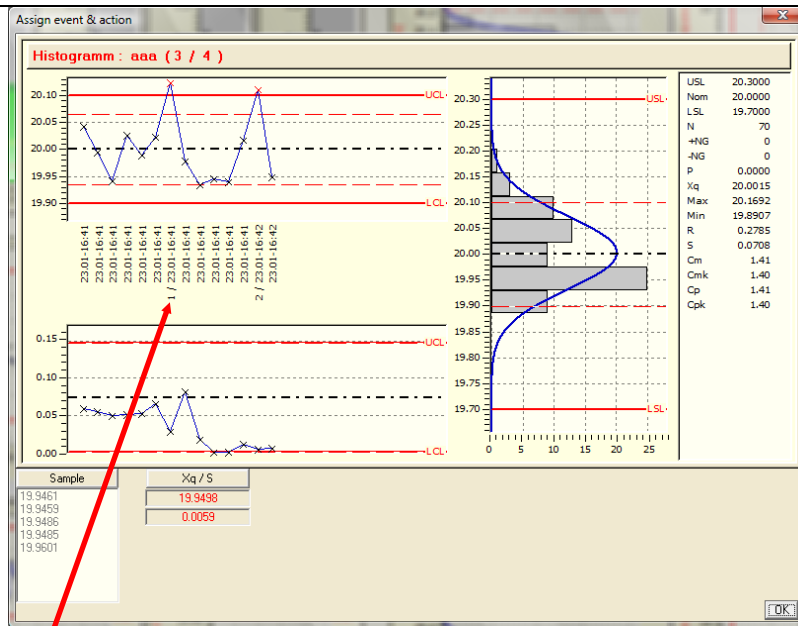 Assign event & action
Histogramm : aaa ( 3 / 4 )
20.10
20.05
20.00
19.95
19.90
UCL
LCL
23.01-16:41
23.01-16:41
23.01-16:41
23.01-16:41
23.01-16:41
23.01-16:41
1 / 23.01-16:41
23.01-16:41
23.01-16:41
23.01-16:41
23.01-16:41
23.01-16:41
2 / 23.01-16:42
23.01-16:42
0.15
0.10
0.05
0.00
UCL
LCL
20.30
20.25
20.20
20.15
20.10
20.05
20.00
19.95
19.90
19.85
19.80
19.75
19.70
USL
LSL
0 5 10 15 20 25
USL 20.3000
Nom 20.0000
LSL 19.7000
N 70
+NG 0
-NG 0
P 0.0000
Xq 20.0015
Max 20.1692
Min 19.8907
R 0.2785
S 0.0708
Cm 1.41
Cmk 1.40
Cp 1.41
Cpk 1.40
Sample
19.9461
19.9459
19.9486
19.9485
19.9601
Xq / S
19.9498
0.0059
OK